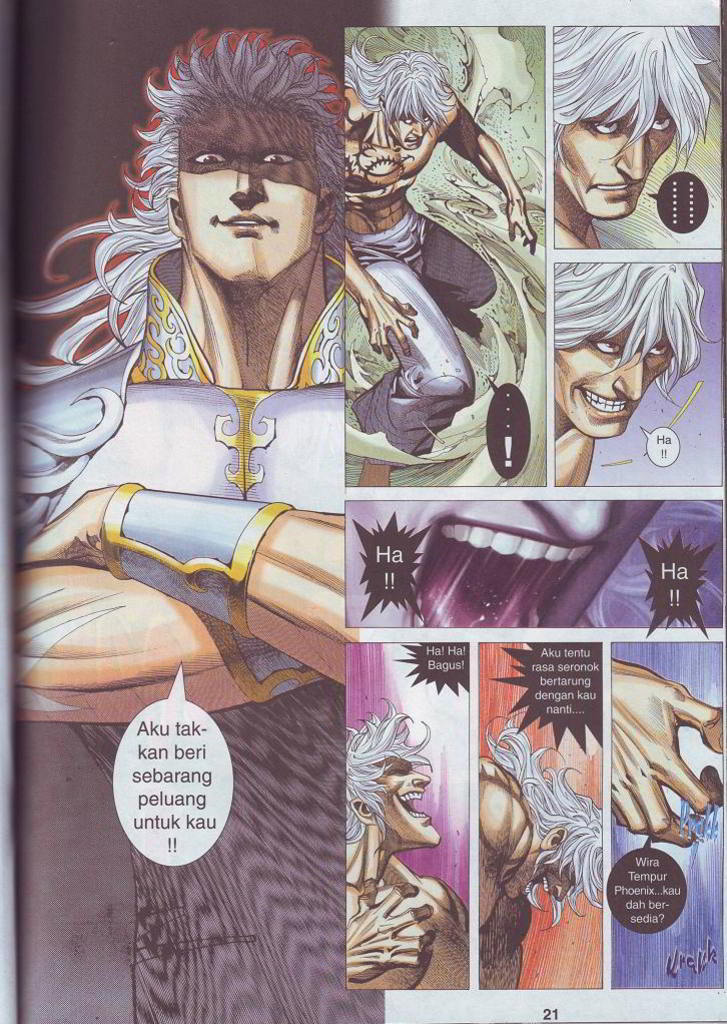 Aku tak-
kan beri
sebarang
peluang
untuk kau
!!
....!
Ha
!!
Ha
!!
Ha
!!
Ha! Ha!
Bagus!
Aku tentu
rasa seronok
bertarung
dengan kau
nanti....
Wira
Tempur
Phoenix...kau
dah ber-
sedia?
21